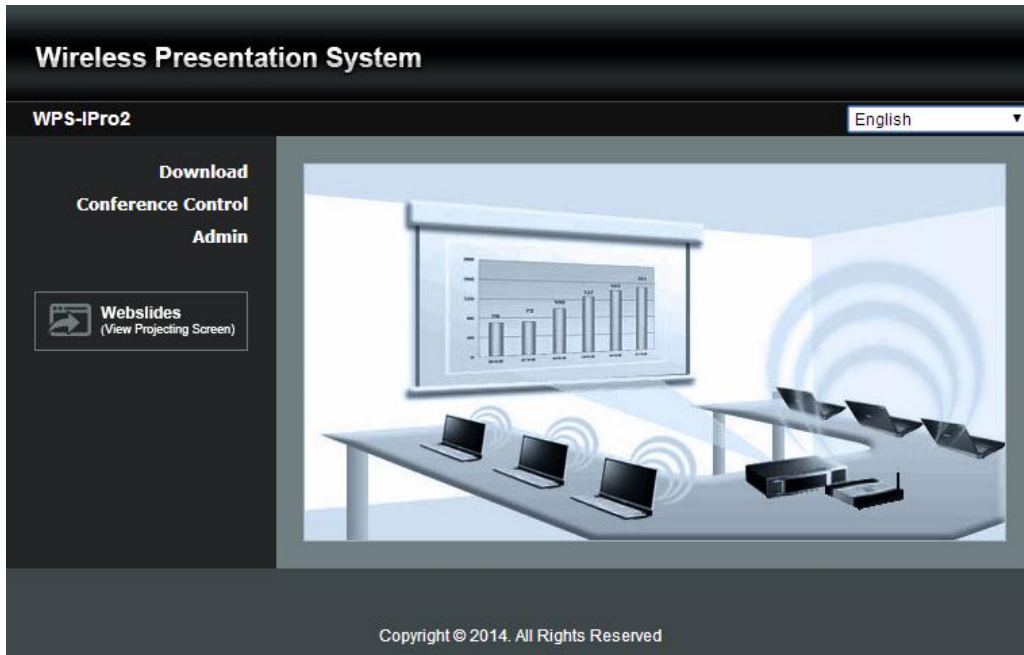 Wireless Presentation System
WPS-IPro2
English
Download
Conference Control
Admin
Webslides
(View Projecting Screen)
Copyright © 2014. All Rights Reserved